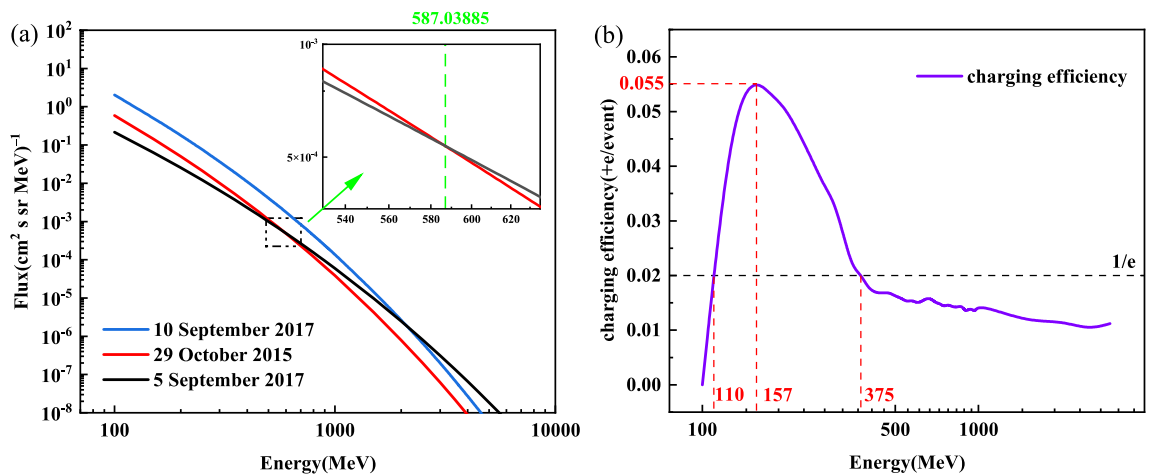 587.03885
(a)
10²
10¹
10⁰
10⁻¹
10⁻²
10⁻³
10⁻⁴
10⁻⁵
10⁻⁶
10⁻⁷
10⁻⁸
Flux(cm² s sr MeV)⁻¹
10⁻³
5×10⁻⁴
540 560 580 600 620
10 September 2017
29 October 2015
5 September 2017
100 1000 10000
Energy(MeV)
(b)
0.06
0.055
0.05
0.04
0.03
0.02
0.01
0.00
charging efficiency(+e/event)
charging efficiency
1/e
110 157 375
100 500 1000
Energy(MeV)